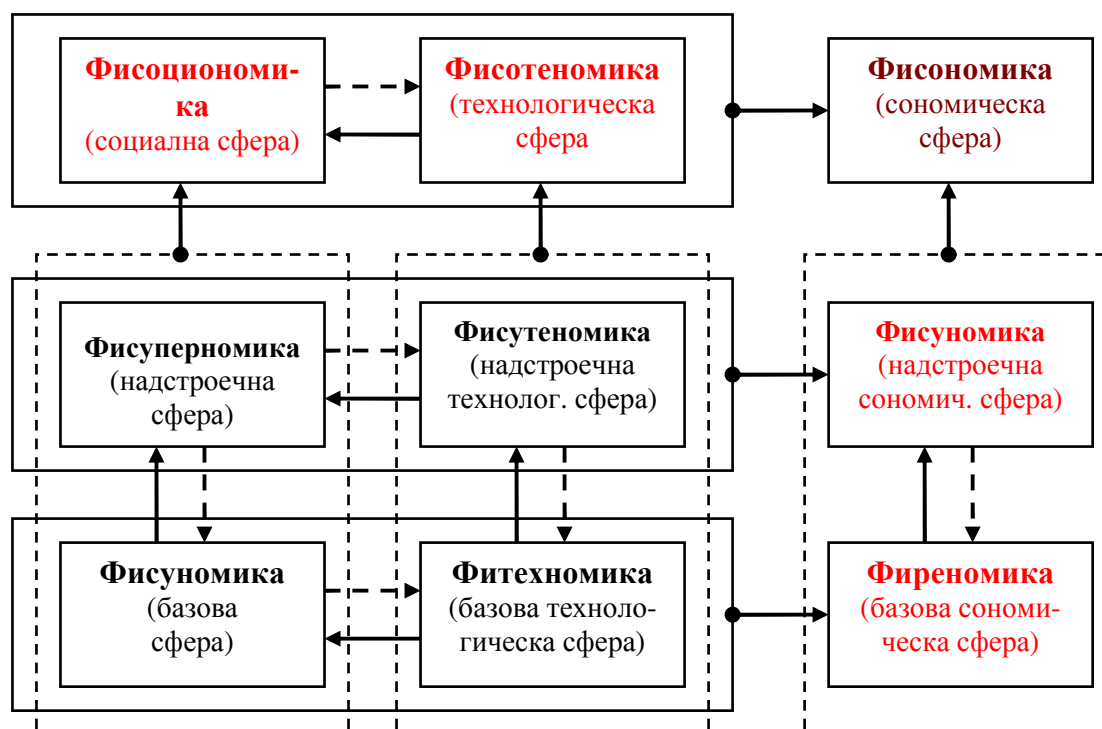 Фисоциономи-
ка
(социална сфера)
Фисотеномика
(технологическа
сфера
Фисономика
(сономическа
сфера)
Фисуперномика
(надстроечна
сфера)
Фисутеномика
(надстроечна
технолог. сфера)
Фисуномика
(надстроечна
сономич. сфера)
Фисуномика
(базова
сфера)
Фитехномика
(базова техноло-
гическа сфера)
Фиреномика
(базова сономи-
ческа сфера)